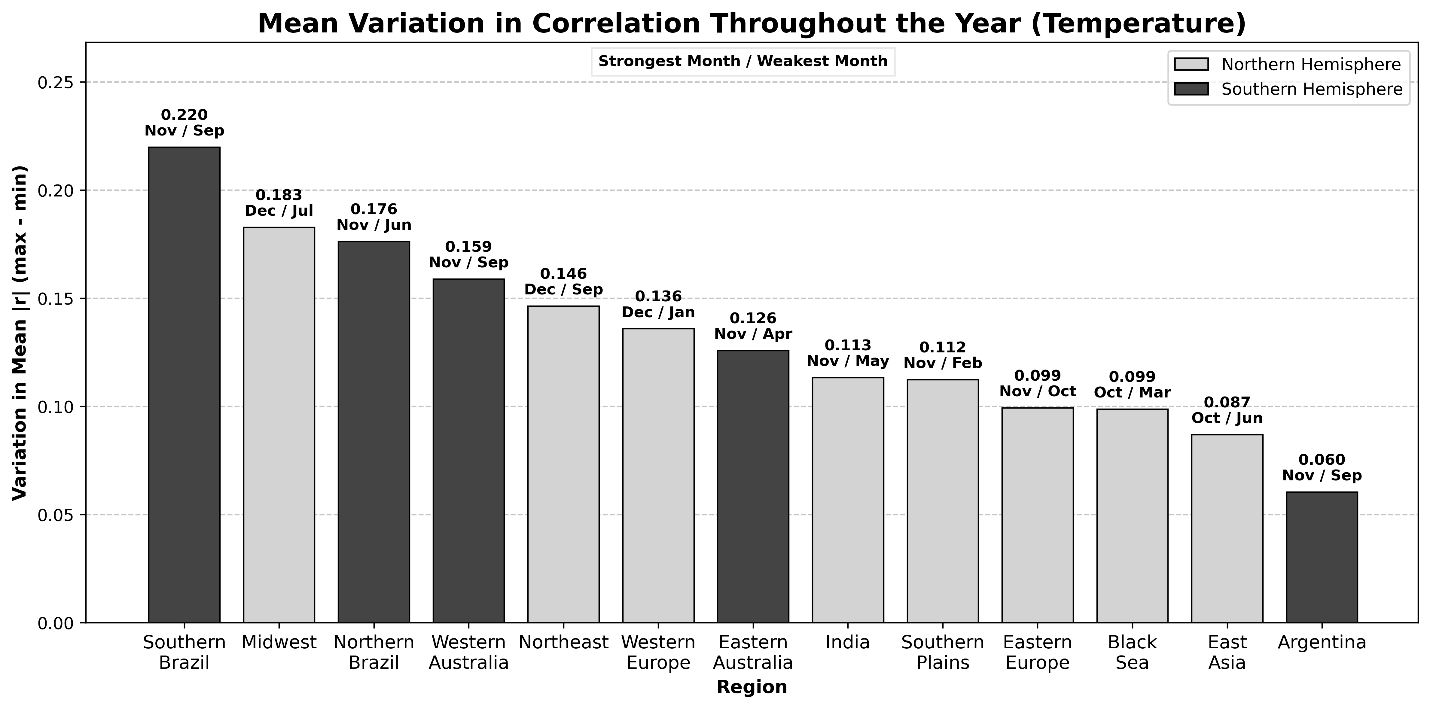 Mean Variation in Correlation Throughout the Year (Temperature)
Strongest Month / Weakest Month
Northern Hemisphere
Southern Hemisphere
Variation in Mean |r| (max - min)
0.25
0.20
0.15
0.10
0.05
0.00
0.220
Nov / Sep
0.183
Dec / Jul
0.176
Nov / Jun
0.159
Nov / Sep
0.146
Dec / Sep
0.136
Dec / Jan
0.126
Nov / Apr
0.113
Nov / May
0.112
Nov / Feb
0.099
Nov / Oct
0.099
Oct / Mar
0.087
Oct / Jun
0.060
Nov / Sep
Southern
Brazil
Midwest
Northern
Brazil
Western
Australia
Northeast
Western
Europe
Eastern
Australia
India
Southern
Plains
Eastern
Europe
Black
Sea
East
Asia
Argentina
Region